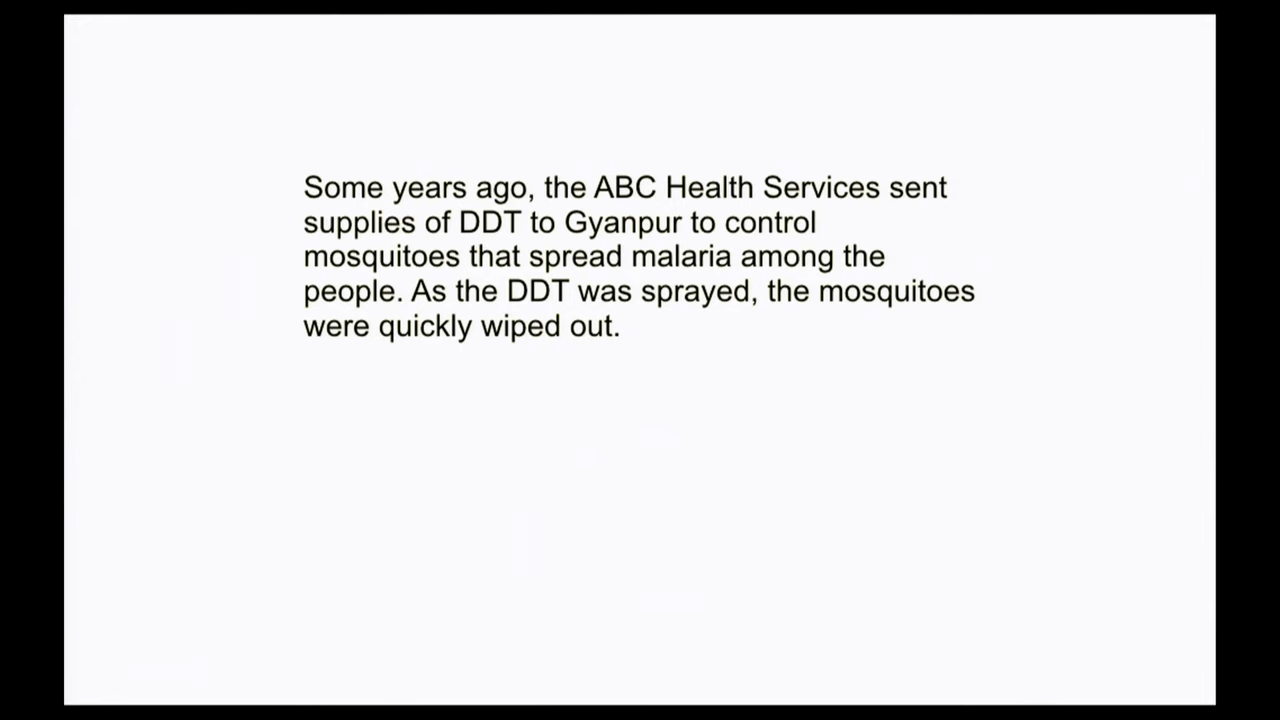 Some years ago, the ABC Health Services sent
supplies of DDT to Gyanpur to control
mosquitoes that spread malaria among the
people. As the DDT was sprayed, the mosquitoes
were quickly wiped out.